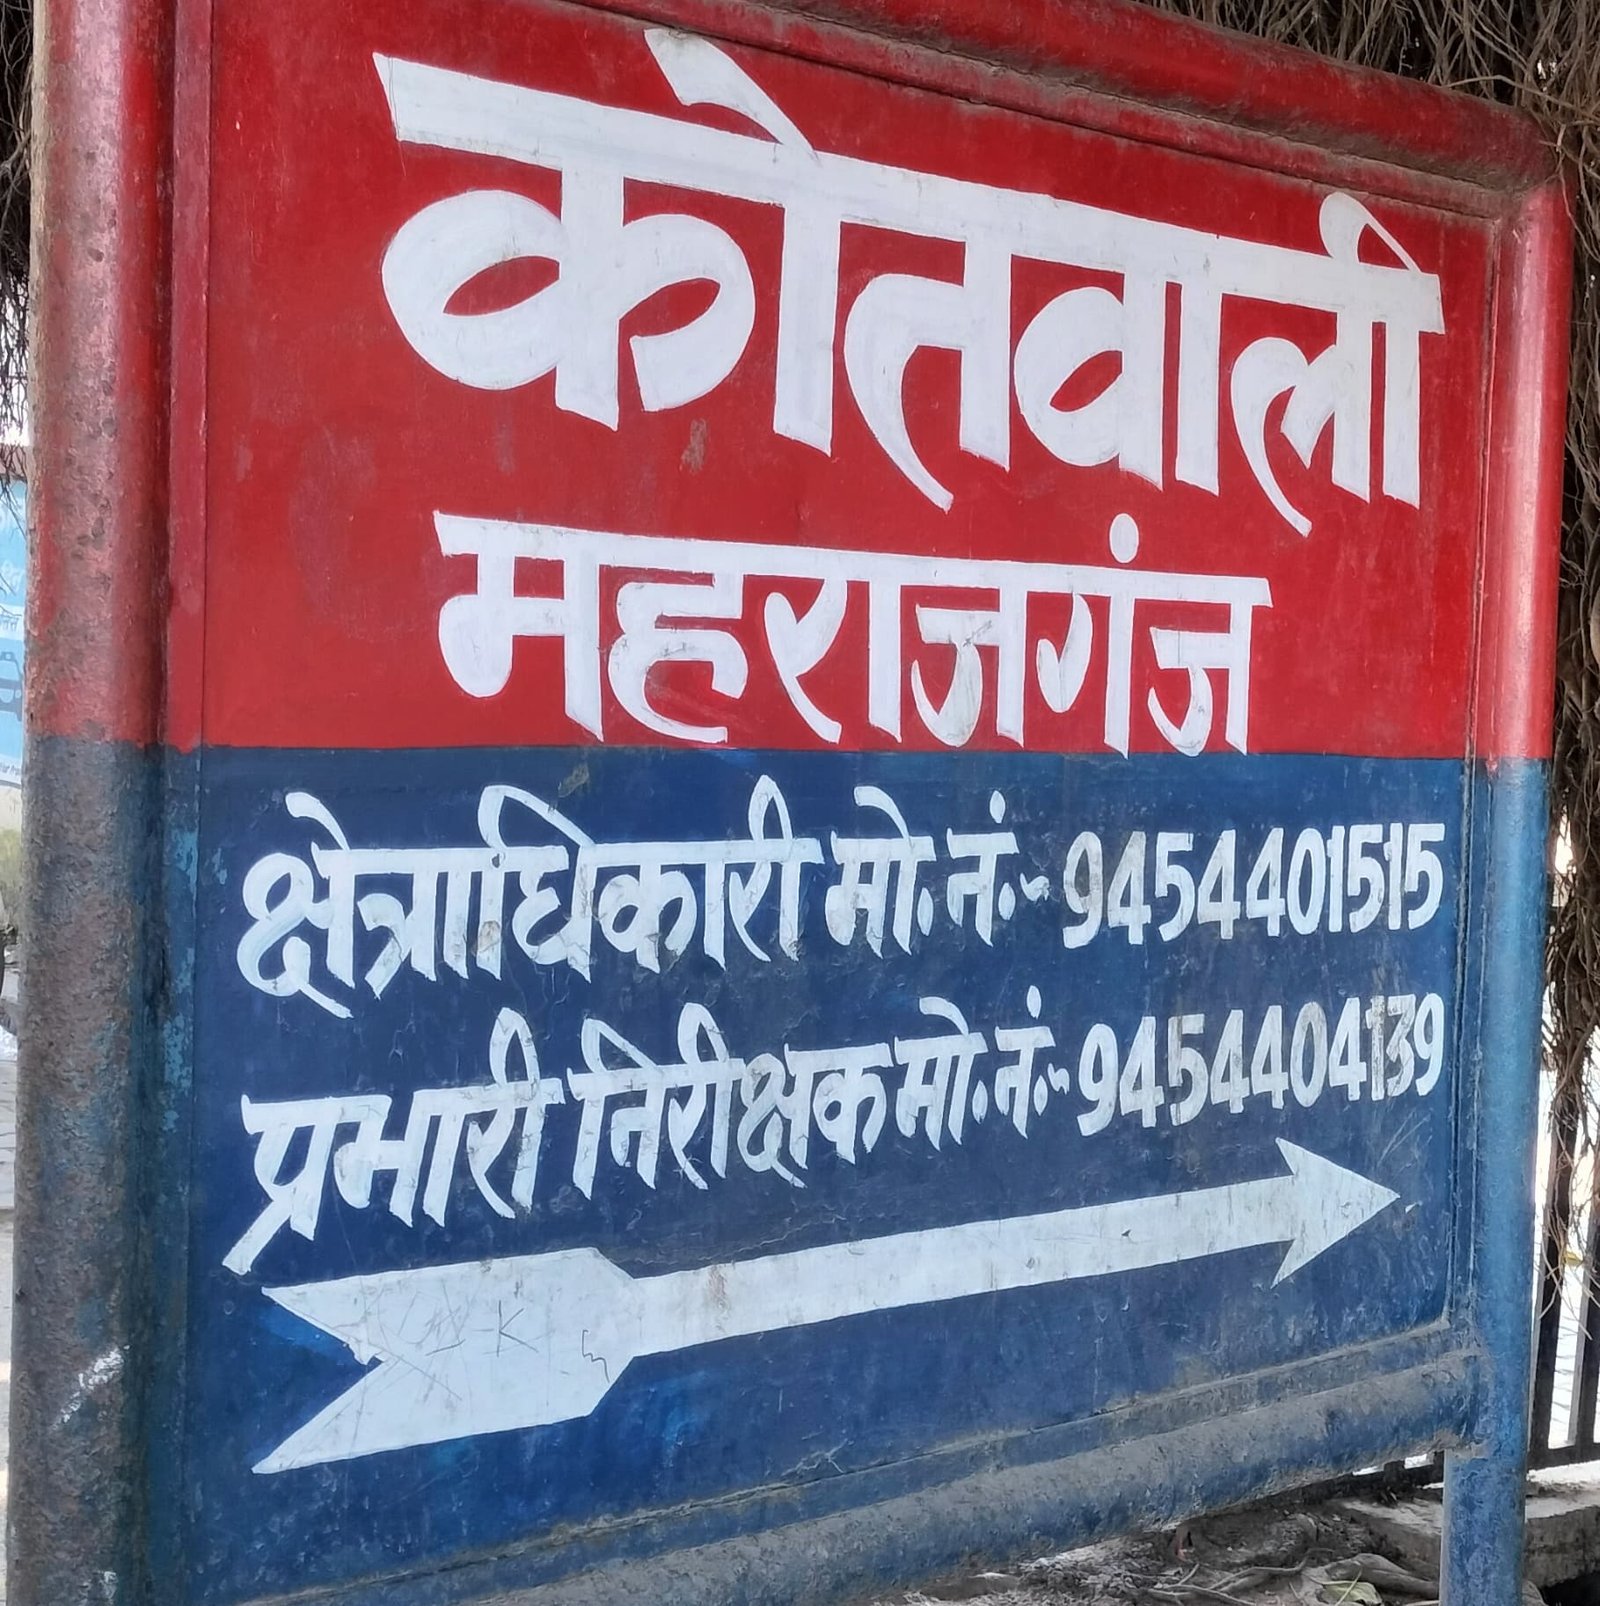 कोतवाली
महराजगंज
क्षेत्राधिकारी मो. नं.- 9454401515
प्रभारी निरीक्षक मो. नं.- 9454404139